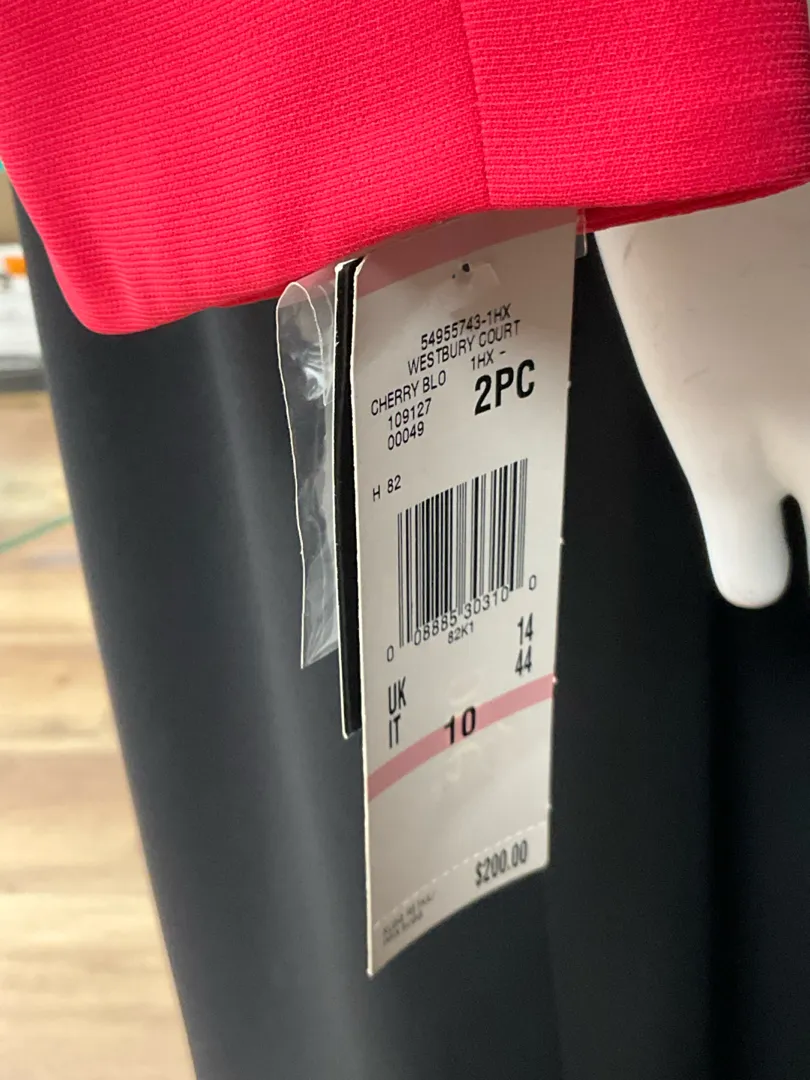 54955743-1HX
WESTBURY COURT
CHERRY BLO 1HX -
109127 2PC
00049
H 82
0 08885 30310 0
82K1
UK 14
IT 44
10
$200.00